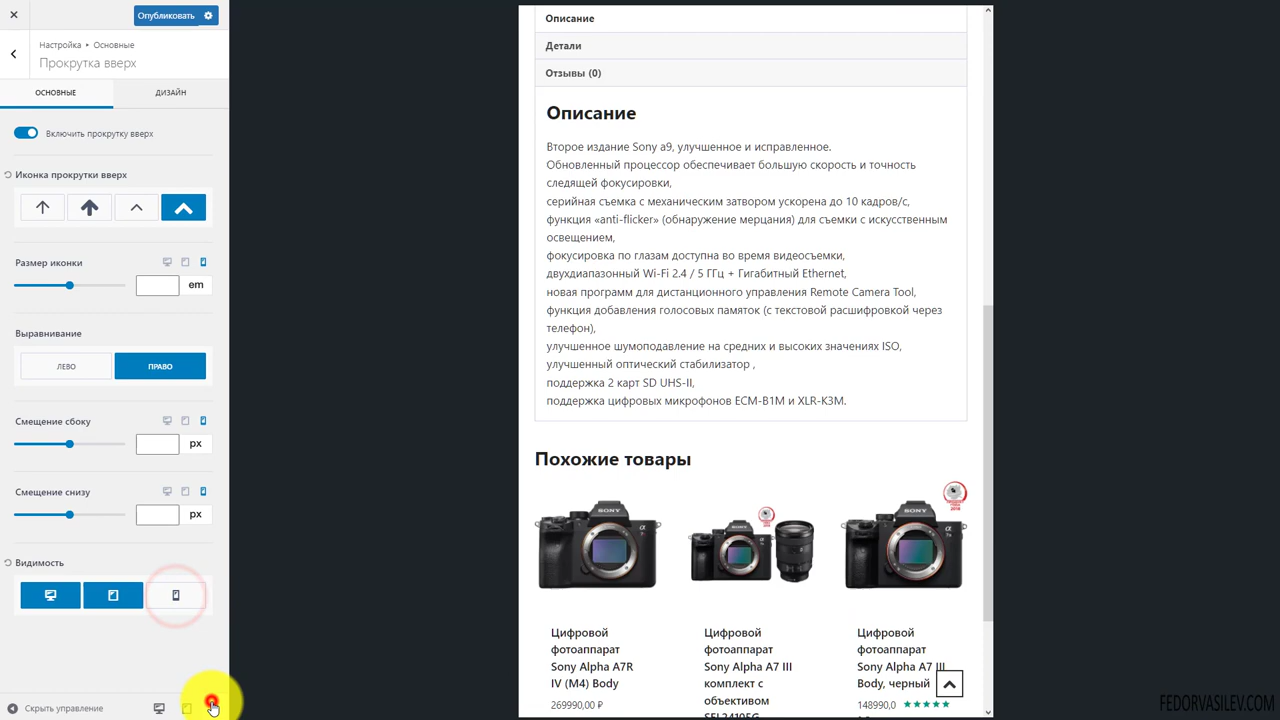 Опубликовать
Настройка ▸ Основные
Прокрутка вверх
ОСНОВНЫЕ
ДИЗАЙН
Включить прокрутку вверх
Иконка прокрутки вверх
Размер иконки
em
Выравнивание
ЛЕВО
ПРАВО
Смещение сбоку
px
Смещение снизу
px
Видимость
Скрыть управление
Описание
Детали
Отзывы (0)
Описание
Второе издание Sony a9, улучшенное и исправленное.
Обновленный процессор обеспечивает большую скорость и точность
следящей фокусировки,
серийная съемка с механическим затвором ускорена до 10 кадров/с,
функция «anti-flicker» (обнаружение мерцания) для съемки с искусственным
освещением,
фокусировка по глазам доступна во время видеосъемки,
двухдиапазонный Wi-Fi 2.4 / 5 ГГц + Гигабитный Ethernet,
новая программ для дистанционного управления Remote Camera Tool,
функция добавления голосовых памяток (с текстовой расшифровкой через
телефон),
улучшенное шумоподавление на средних и высоких значениях ISO,
улучшенный оптический стабилизатор ,
поддержка 2 карт SD UHS-II,
поддержка цифровых микрофонов ECM-B1M и XLR-K3M.
Похожие товары
Цифровой
фотоаппарат
Sony Alpha A7R
IV (M4) Body
269990,00 ₽
Цифровой
фотоаппарат
Sony Alpha A7 III
комплект с
объективом
SEL24105G
Цифровой
фотоаппарат
Sony Alpha A7 III
Body, черный
148990,0
FEDORVASILEV.COM